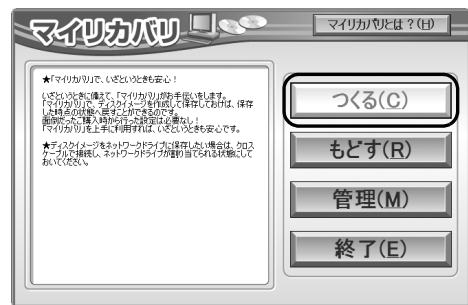 マイリカバリ
マイリカバリとは？(H)
★「マイリカバリ」で、いざというときも安心！
いざというときに備えて、「マイリカバリ」がお手伝いをします。
「マイリカバリ」で、ディスクイメージを作成して保存しておけば、保存
した時点の状態へ戻すことができるのです。
面倒だったご購入時から行った設定は必要なし！
「マイリカバリ」を上手に利用すれば、いざというときも安心です。
★ディスクイメージをネットワークドライブに保存したい場合は、クロス
ケーブルで接続し、ネットワークドライブが割り当てられる状態にして
おいてください。
つくる(C)
もどす(R)
管理(M)
終了(E)